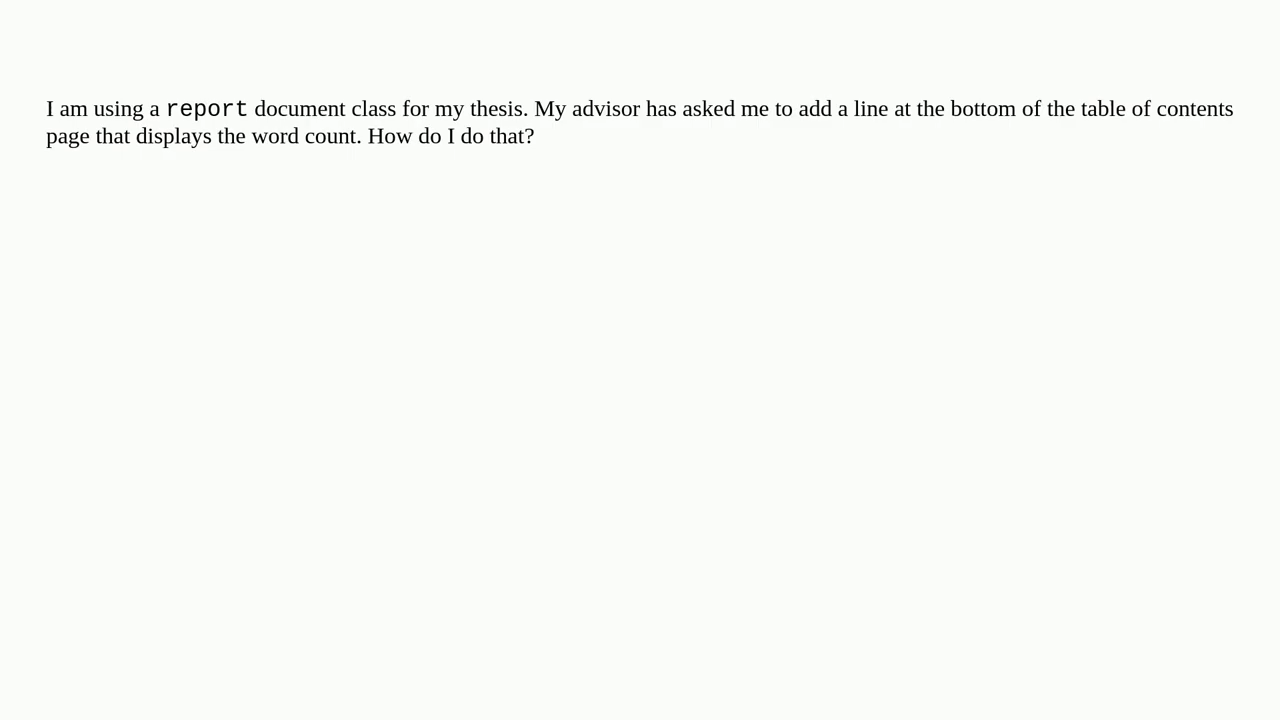 I am using a report document class for my thesis. My advisor has asked me to add a line at the bottom of the table of contents
page that displays the word count. How do I do that?